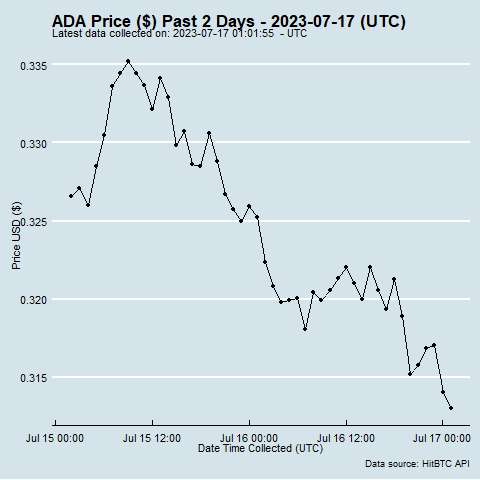 ADA Price ($) Past 2 Days - 2023-07-17 (UTC)
Latest data collected on: 2023-07-17 01:01:55 - UTC
0.335
0.330
0.325
0.320
0.315
Price USD ($)
Jul 15 00:00 Jul 15 12:00 Jul 16 00:00 Jul 16 12:00 Jul 17 00:00
Date Time Collected (UTC)
Data source: HitBTC API